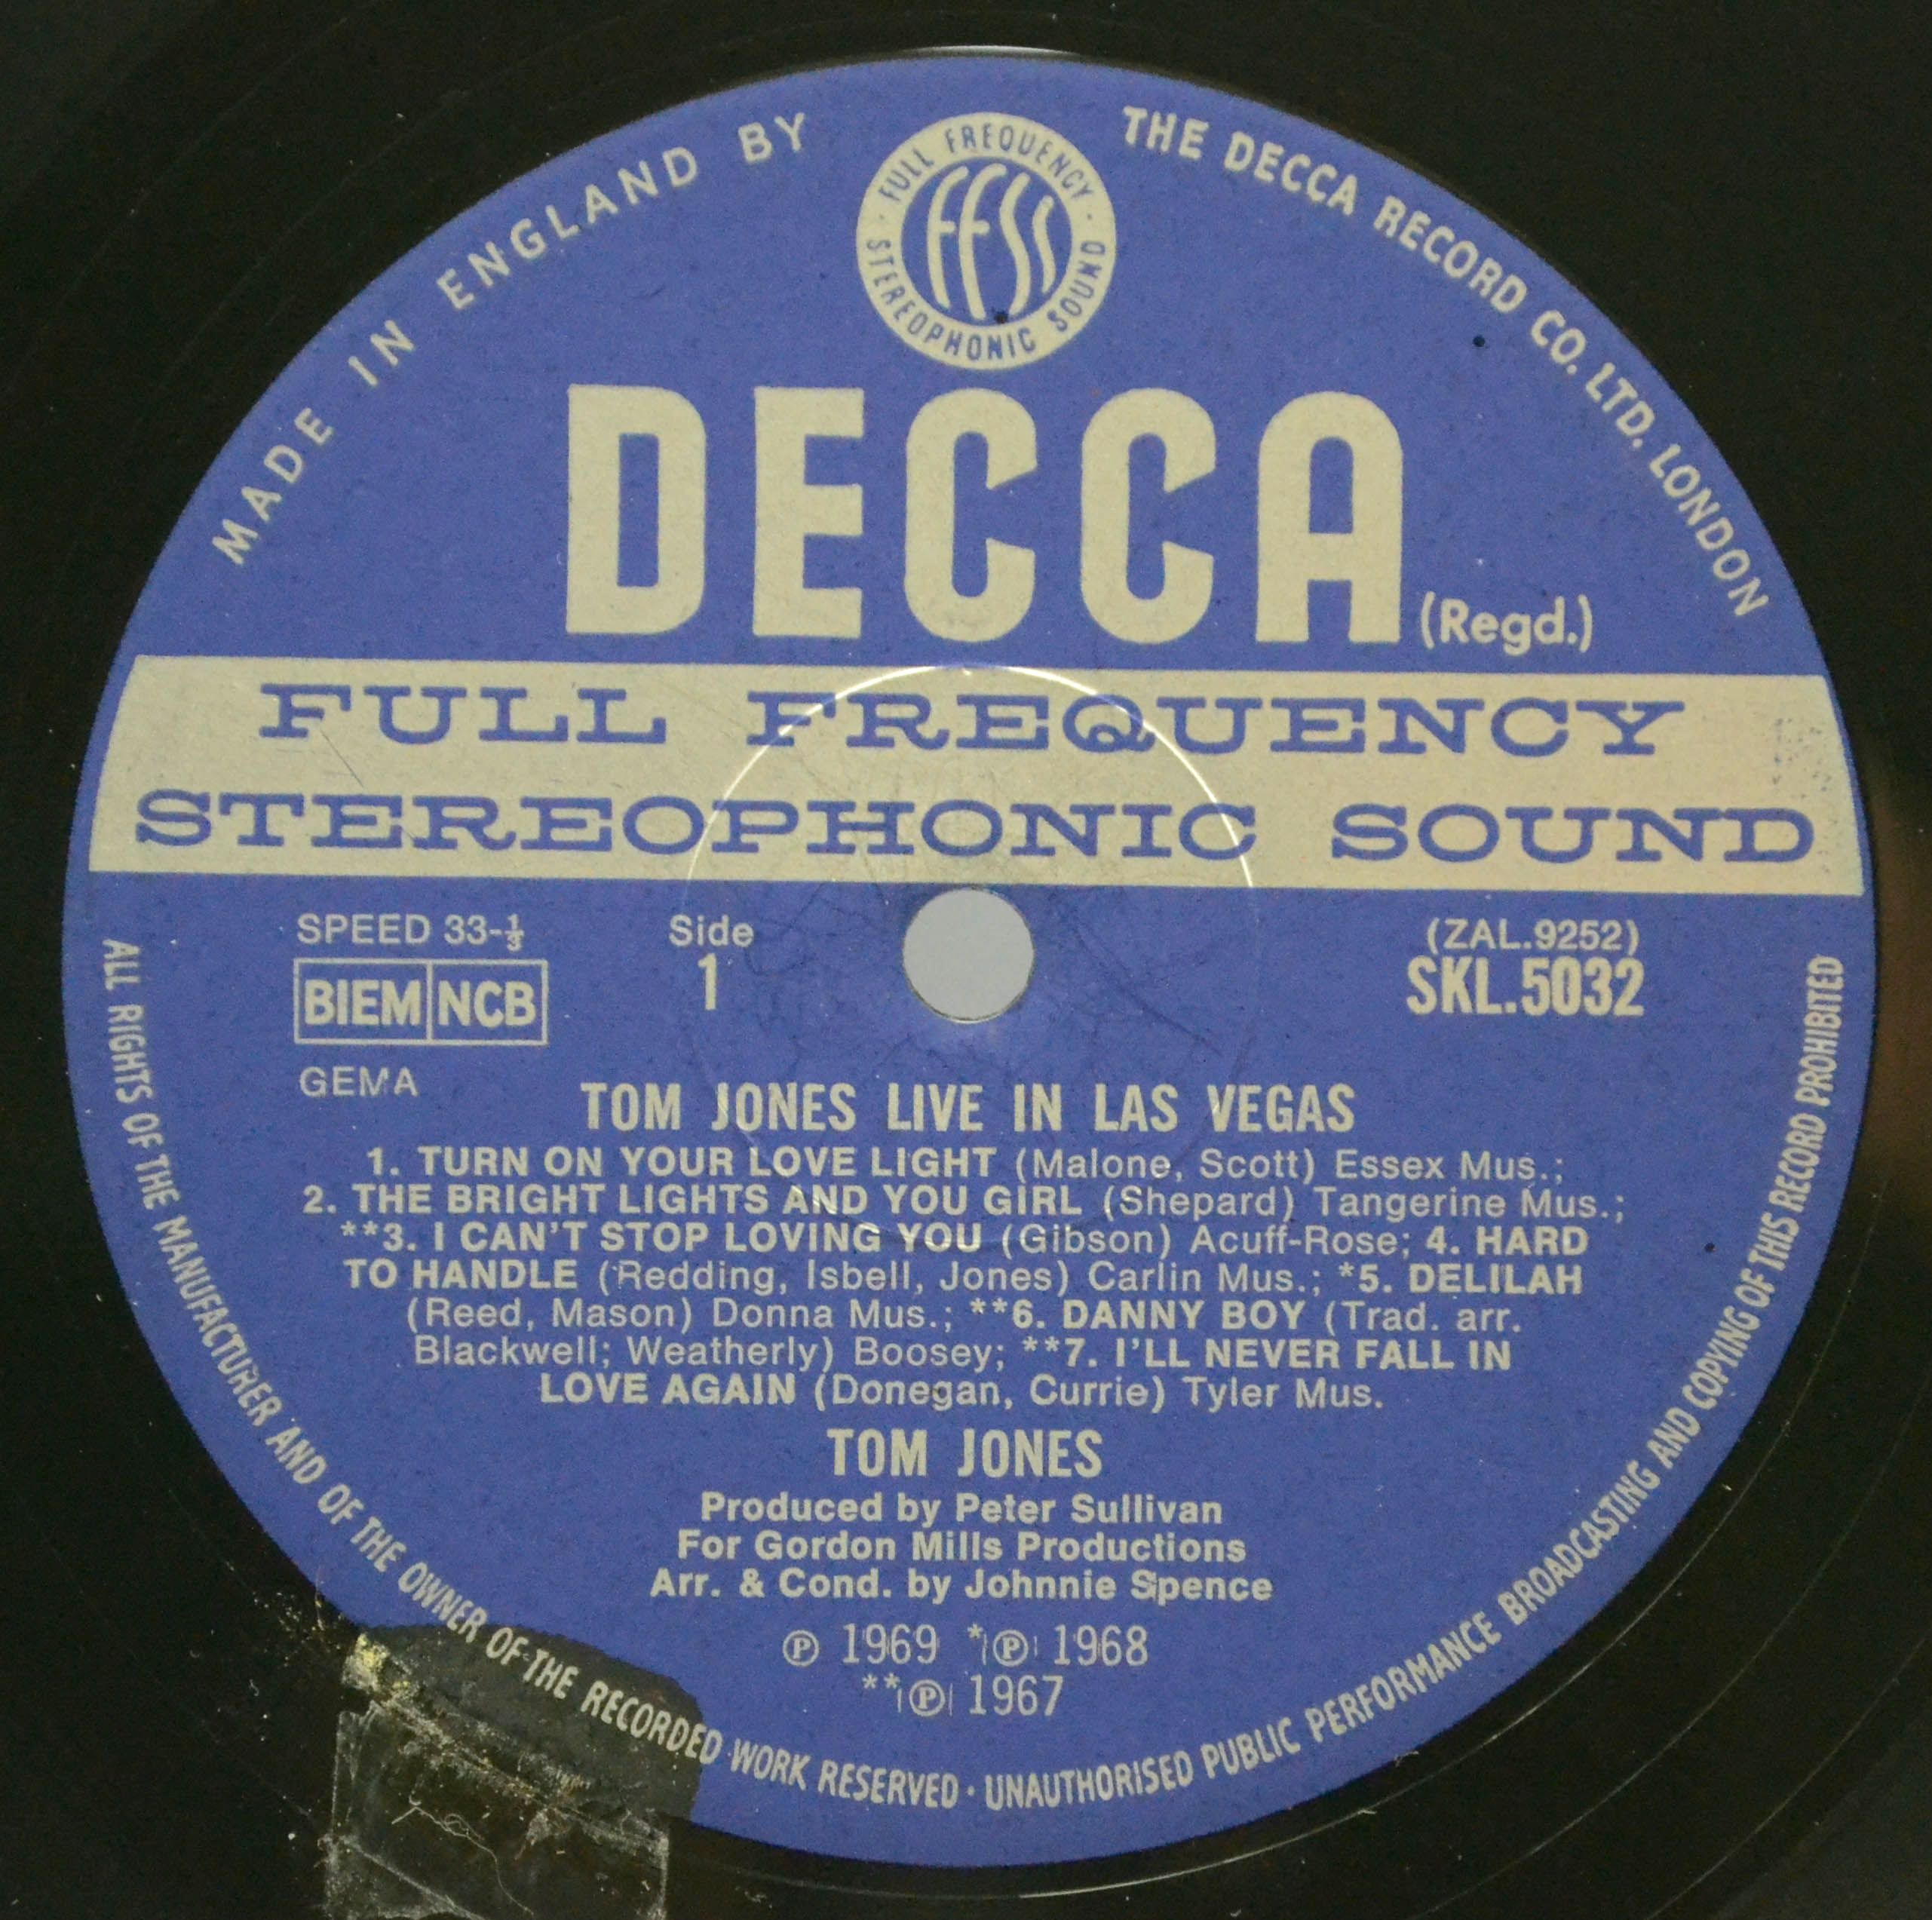 MADE IN ENGLAND BY THE DECCA RECORD CO. LTD. LONDON
· FULL FREQUENCY · STEREOPHONIC SOUND
FFSS
DECCA (Regd.)
FULL FREQUENCY
STEREOPHONIC SOUND
SPEED 33-⅓
Side
1
(ZAL.9252)
SKL.5032
BIEM NCB
GEMA
TOM JONES LIVE IN LAS VEGAS
1. TURN ON YOUR LOVE LIGHT (Malone, Scott) Essex Mus.;
2. THE BRIGHT LIGHTS AND YOU GIRL (Shepard) Tangerine Mus.;
**3. I CAN'T STOP LOVING YOU (Gibson) Acuff-Rose; 4. HARD
TO HANDLE (Redding, Isbell, Jones) Carlin Mus.; *5. DELILAH
(Reed, Mason) Donna Mus.; **6. DANNY BOY (Trad. arr.
Blackwell; Weatherly) Boosey; **7. I'LL NEVER FALL IN
LOVE AGAIN (Donegan, Currie) Tyler Mus.
TOM JONES
Produced by Peter Sullivan
For Gordon Mills Productions
Arr. & Cond. by Johnnie Spence
℗ 1969 *℗ 1968
**℗ 1967
ALL RIGHTS OF THE MANUFACTURER AND OF THE OWNER OF THE RECORDED WORK RESERVED · UNAUTHORISED PUBLIC PERFORMANCE BROADCASTING AND COPYING OF THIS RECORD PROHIBITED